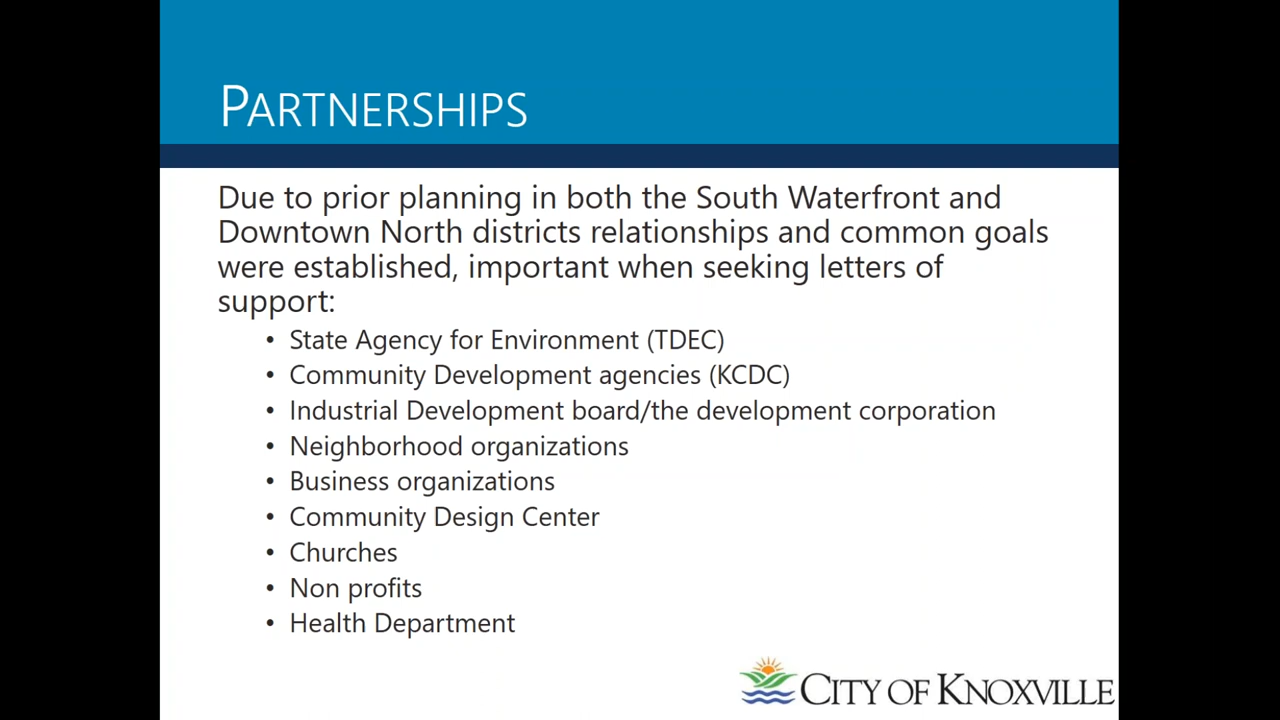 PARTNERSHIPS
Due to prior planning in both the South Waterfront and
Downtown North districts relationships and common goals
were established, important when seeking letters of
support:
• State Agency for Environment (TDEC)
• Community Development agencies (KCDC)
• Industrial Development board/the development corporation
• Neighborhood organizations
• Business organizations
• Community Design Center
• Churches
• Non profits
• Health Department
CITY OF KNOXVILLE